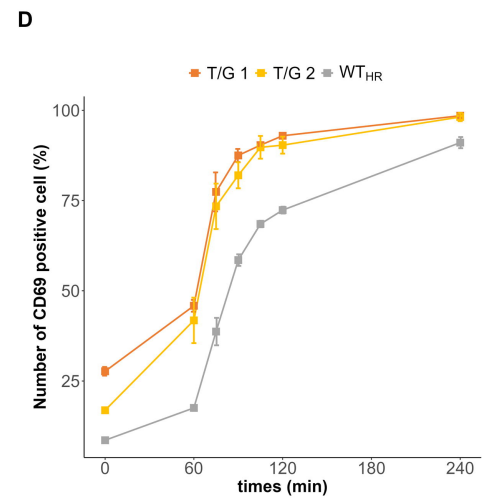 D
T/G 1 T/G 2 WTHR
Number of CD69 positive cell (%)
100
75
50
25
0 60 120 180 240
times (min)